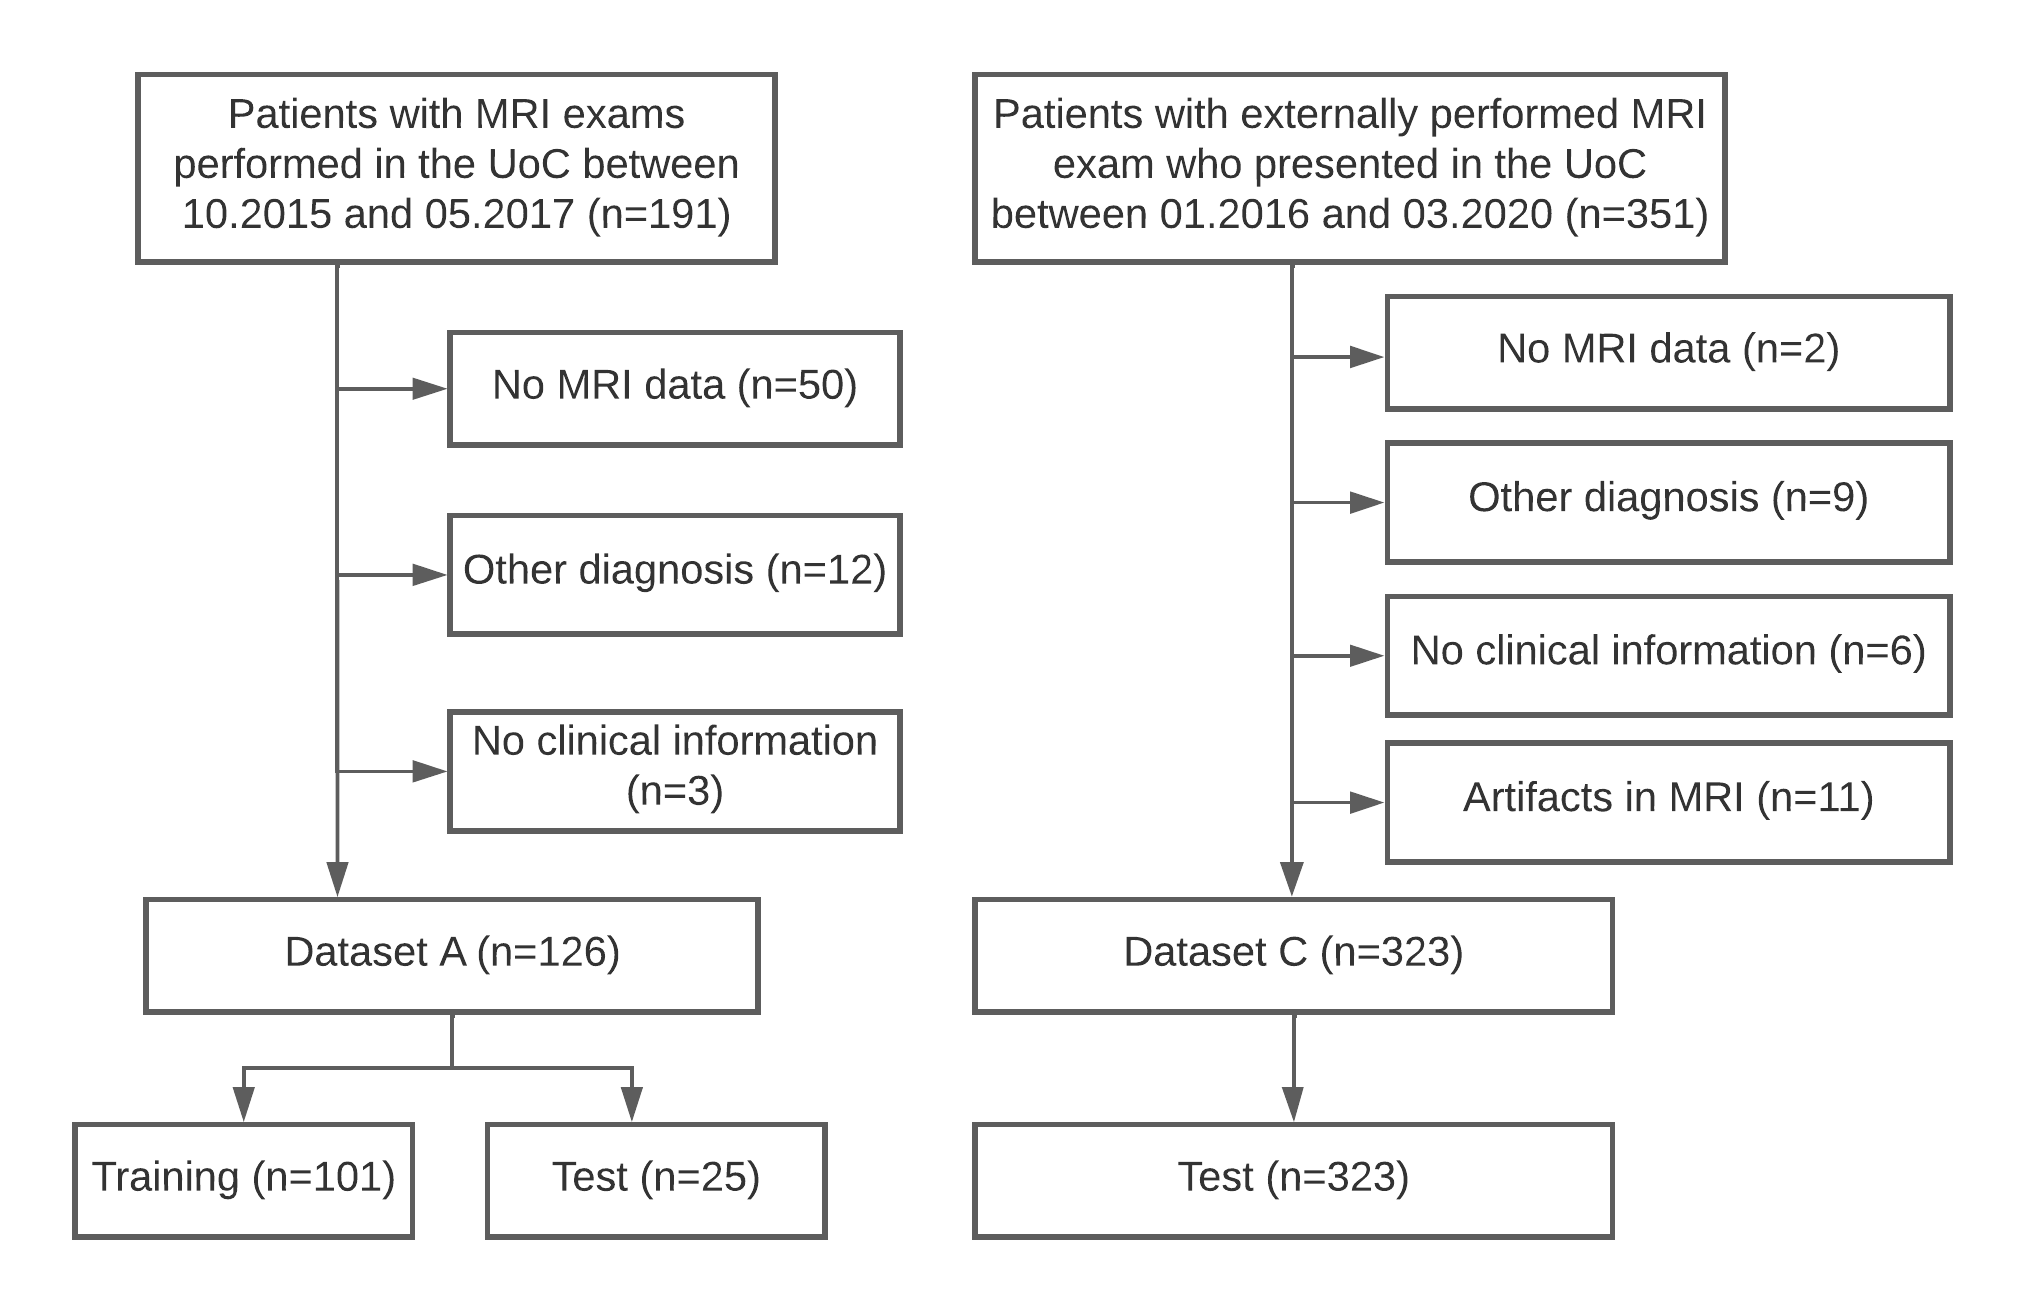 Patients with MRI exams
performed in the UoC between
10.2015 and 05.2017 (n=191)
No MRI data (n=50)
Other diagnosis (n=12)
No clinical information
(n=3)
Dataset A (n=126)
Training (n=101)
Test (n=25)
Patients with externally performed MRI
exam who presented in the UoC
between 01.2016 and 03.2020 (n=351)
No MRI data (n=2)
Other diagnosis (n=9)
No clinical information (n=6)
Artifacts in MRI (n=11)
Dataset C (n=323)
Test (n=323)